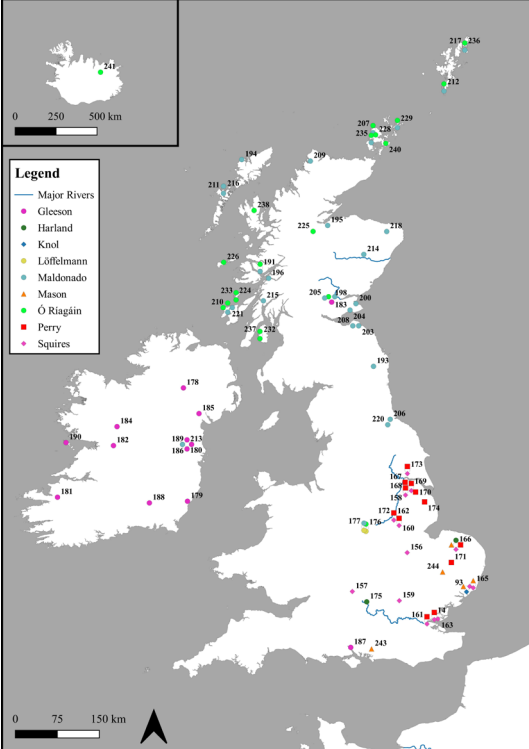 241
0 250 500 km
217 236
212
207 229
228
235
240
194 209
211 216
238
225 195 218
214
226 191
196
233 224
205 198 200
210 215 183
221 208 204
203
237 232
193
206
220
Legend
Major Rivers
Gleeson
Harland
Knol
Löffelmann
Maldonado
Mason
Ó Riagáin
Perry
Squires
178
185
184
190 182 189 213
186 180
181 188 179
173
167 169
168 170
158 174
172 162
177 176 160
166
156 171
244
93 165
157 175 159
161 14
163
187 243
0 75 150 km